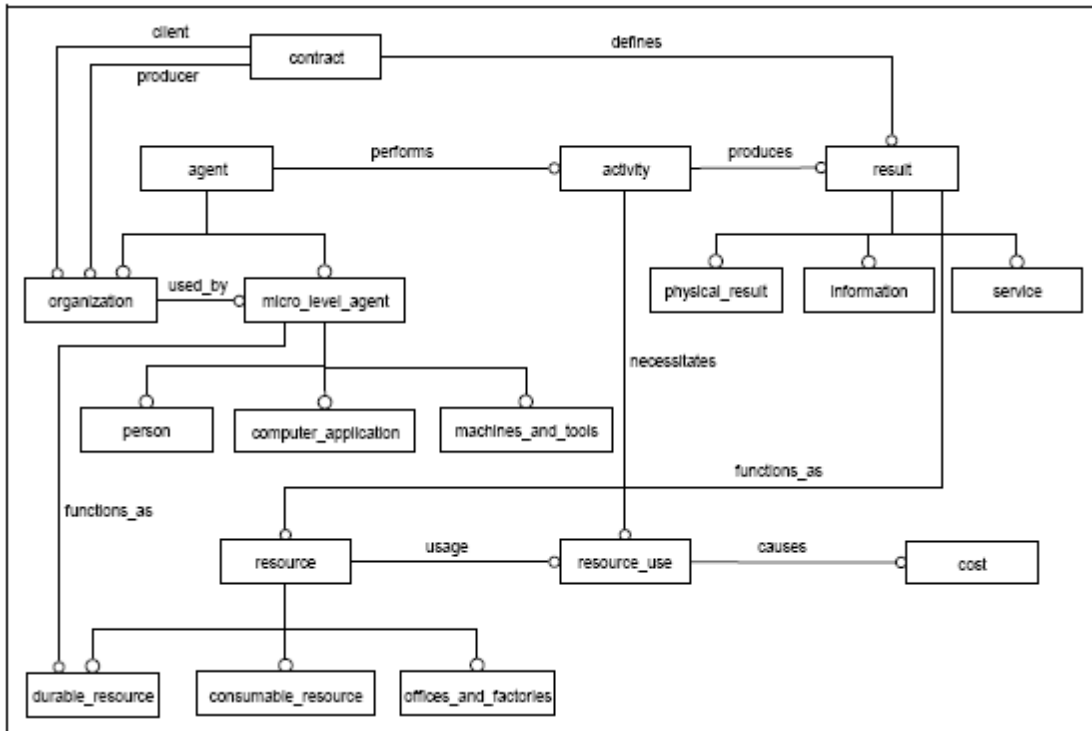 client
contract
defines
producer
agent
performs
activity
produces
result
organization
used_by
micro_level_agent
physical_result
information
service
necessitates
person
computer_application
machines_and_tools
functions_as
functions_as
resource
usage
resource_use
causes
cost
durable_resource
consumable_resource
offices_and_factories